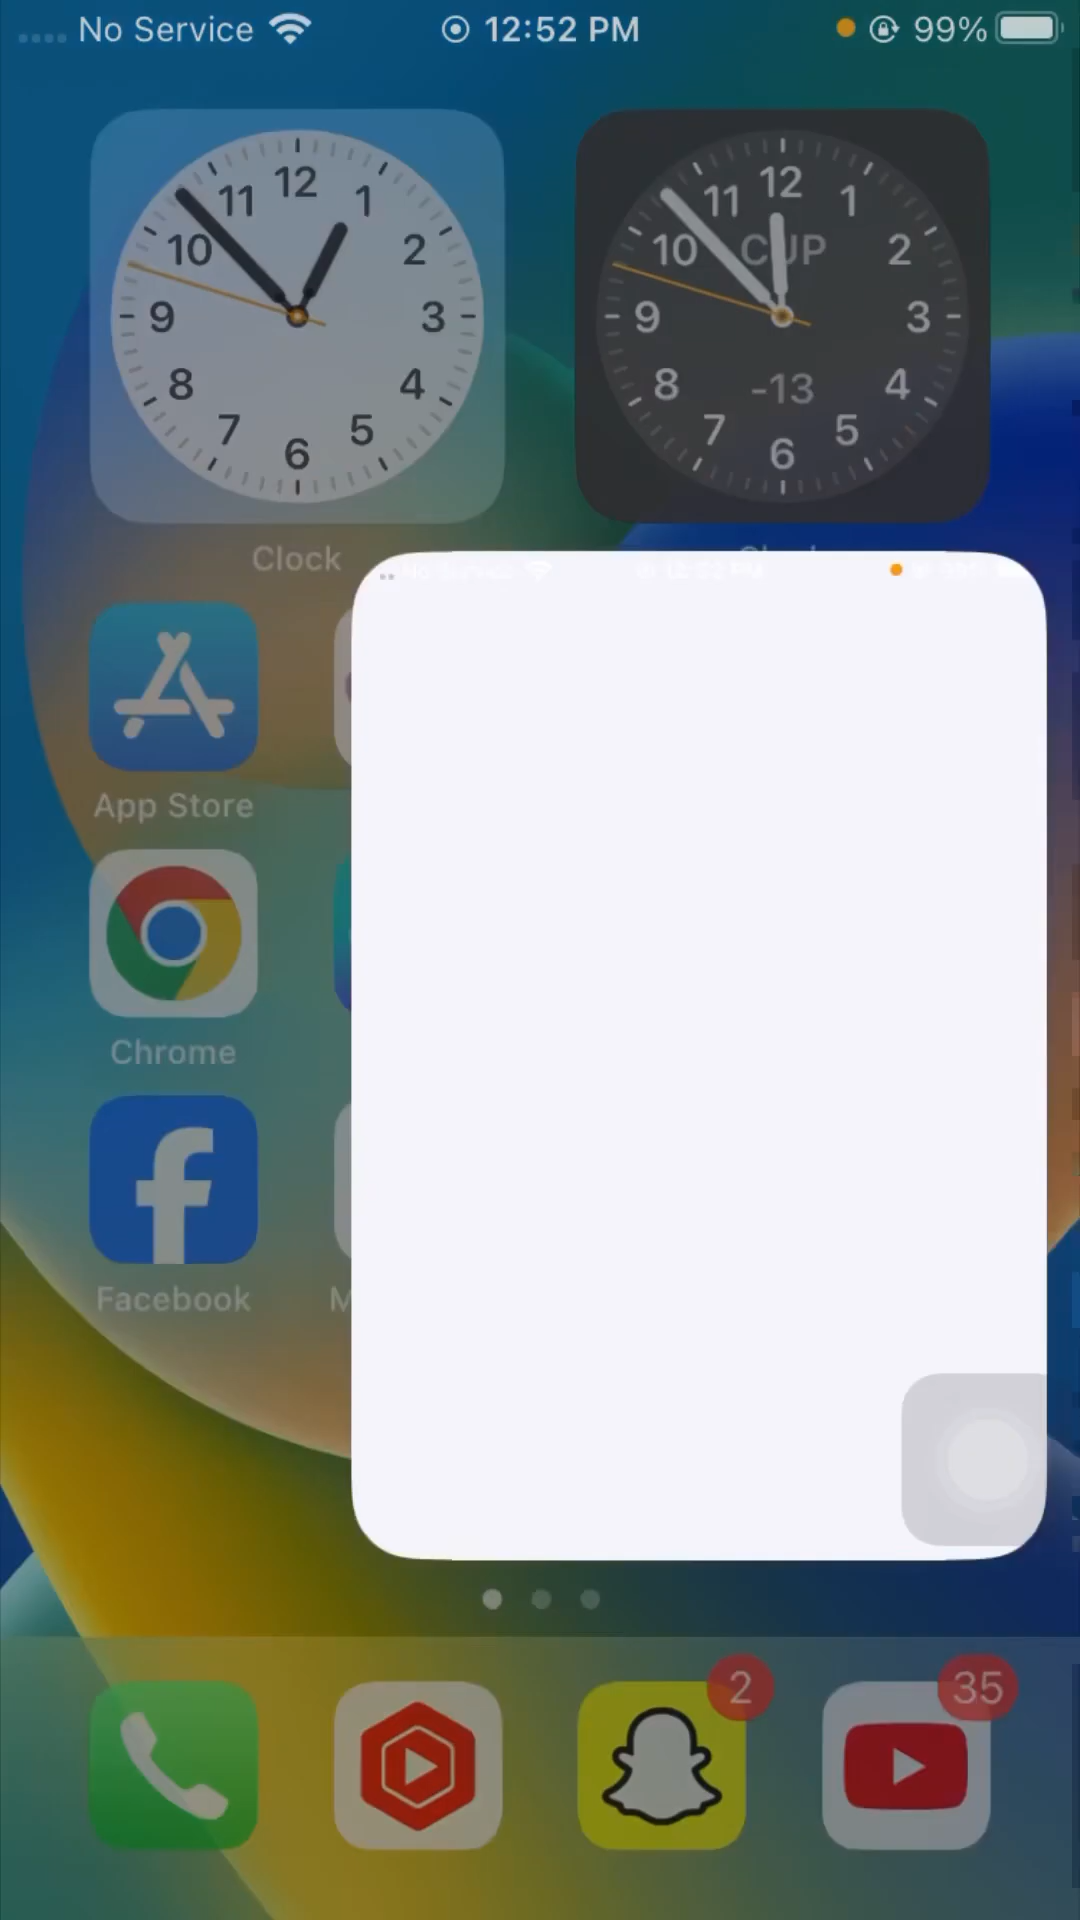 No Service 12:52 PM 99%
12
11 1
10 2
9 3
8 4
7 5
6
12
11 1
10 CUP 2
9 3
8 -13 4
7 5
6
Clock
App Store
Chrome
Facebook
2 35